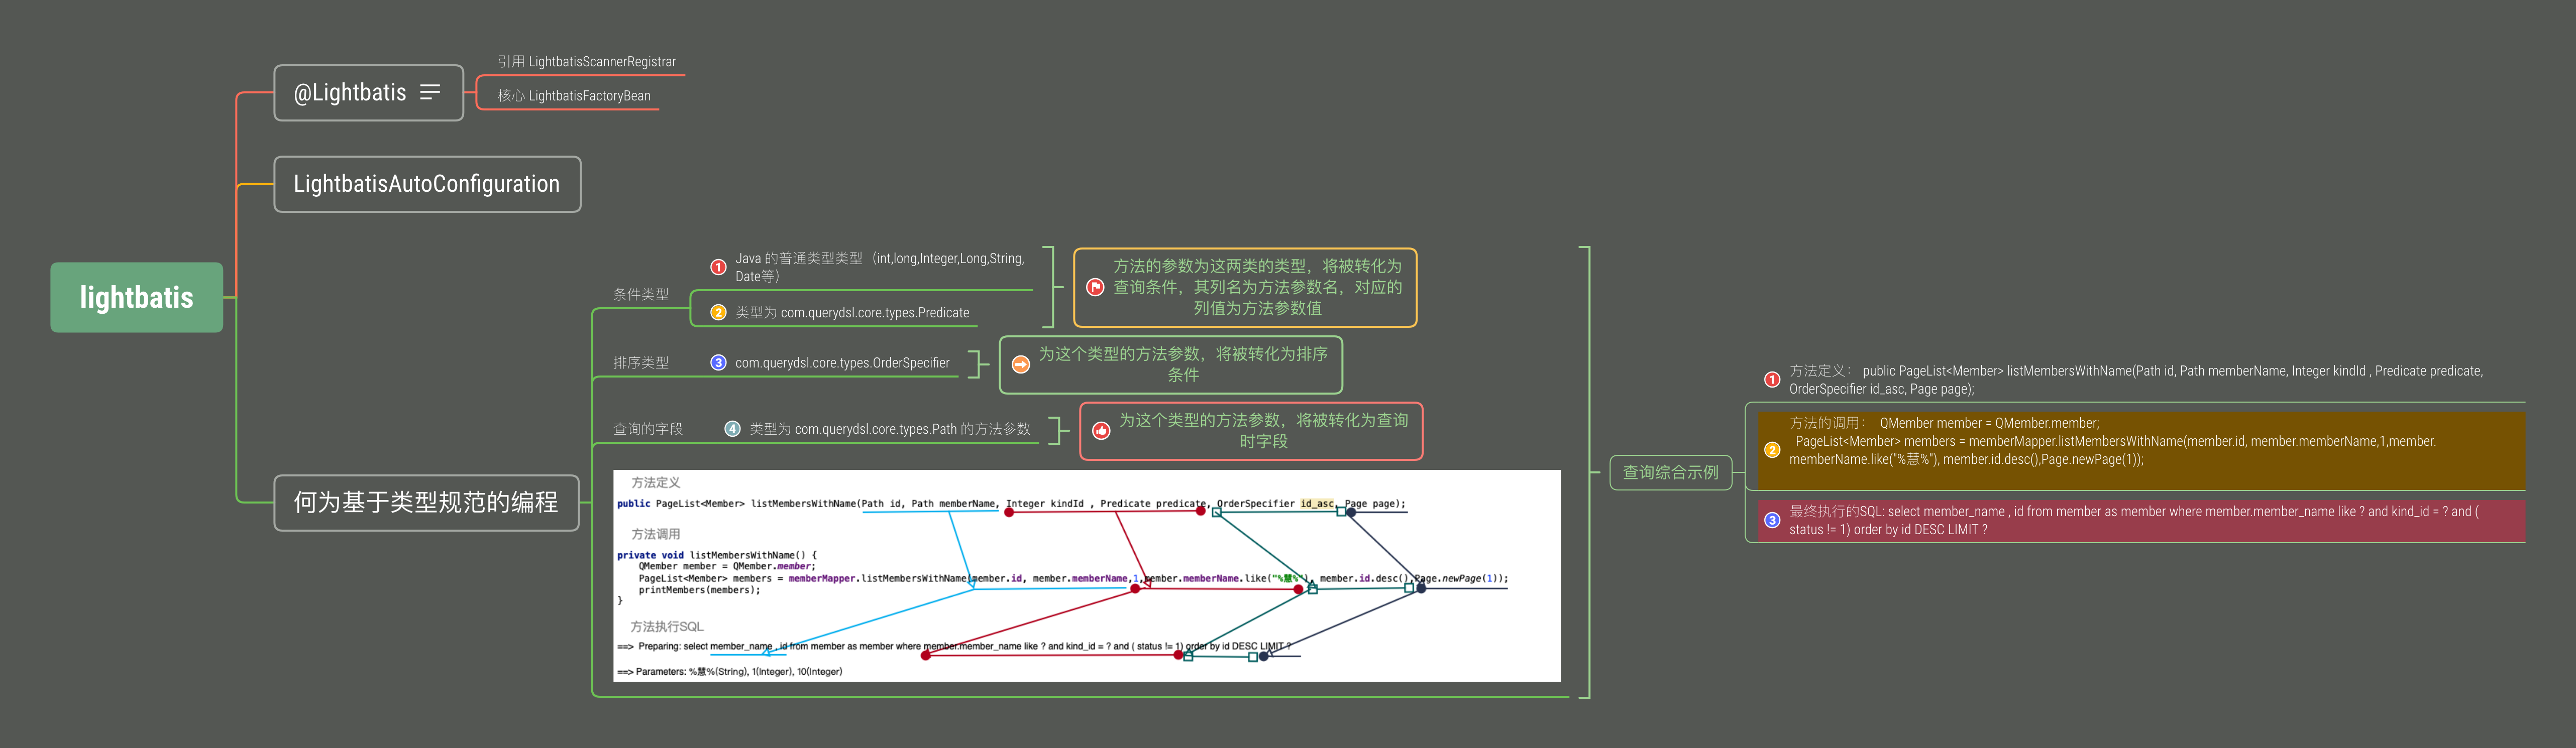 lightbatis
@Lightbatis
引用 LightbatisScannerRegistrar
核心 LightbatisFactoryBean
LightbatisAutoConfiguration
何为基于类型规范的编程
条件类型
1
Java 的普通类型类型（int,long,Integer,Long,String,
Date等）
2
类型为 com.querydsl.core.types.Predicate
方法的参数为这两类的类型，将被转化为
查询条件，其列名为方法参数名，对应的
列值为方法参数值
排序类型
3
com.querydsl.core.types.OrderSpecifier
为这个类型的方法参数，将被转化为排序
条件
查询的字段
4
类型为 com.querydsl.core.types.Path 的方法参数
为这个类型的方法参数，将被转化为查询
时字段
方法定义
public PageList<Member> listMembersWithName(Path id, Path memberName, Integer kindId , Predicate predicate, OrderSpecifier id_asc, Page page);
方法调用
private void listMembersWithName() {
QMember member = QMember.member;
PageList<Member> members = memberMapper.listMembersWithName(member.id, member.memberName,1,member.memberName.like("%慧%"), member.id.desc(),Page.newPage(1));
printMembers(members);
}
方法执行SQL
==> Preparing: select member_name , id from member as member where member.member_name like ? and kind_id = ? and ( status != 1) order by id DESC LIMIT ?
==> Parameters: %慧%(String), 1(Integer), 10(Integer)
查询综合示例
1
方法定义： public PageList<Member> listMembersWithName(Path id, Path memberName, Integer kindId , Predicate predicate,
OrderSpecifier id_asc, Page page);
2
方法的调用： QMember member = QMember.member;
PageList<Member> members = memberMapper.listMembersWithName(member.id, member.memberName,1,member.
memberName.like("%慧%"), member.id.desc(),Page.newPage(1));
3
最终执行的SQL: select member_name , id from member as member where member.member_name like ? and kind_id = ? and (
status != 1) order by id DESC LIMIT ?